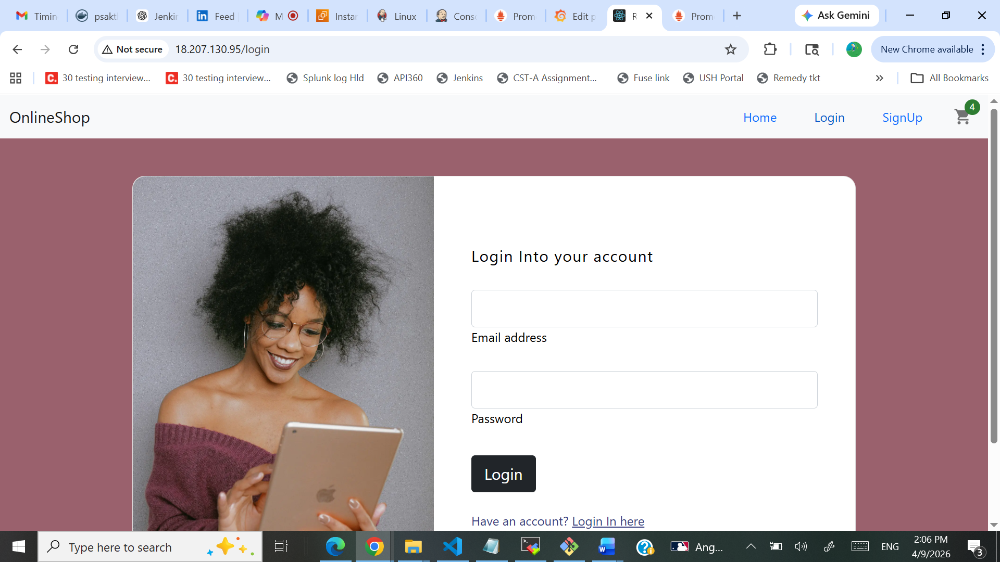 Timin
psakt
Jenkin
Feed
M
Instar
Linux
Conso
Prom
Edit p
R
Prom
Ask Gemini
Not secure
18.207.130.95/login
New Chrome available
30 testing interview...
30 testing interview...
Splunk log Hld
API360
Jenkins
CST-A Assignment...
Fuse link
USH Portal
Remedy tkt
All Bookmarks
OnlineShop
Home
Login
SignUp
4
Login Into your account
Email address
Password
Login
Have an account? Login In here
Type here to search
Ang...
ENG
2:06 PM
4/9/2026
3